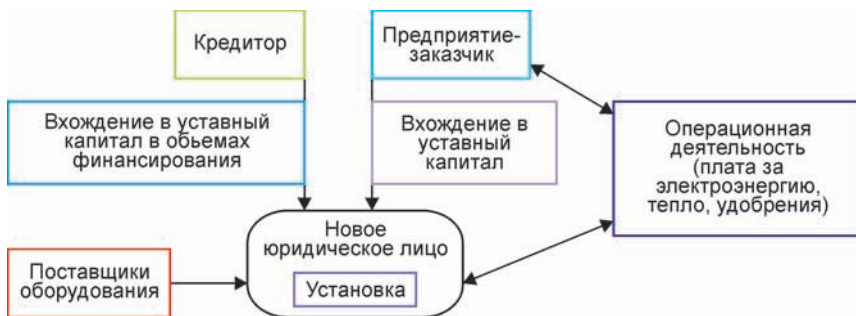 Кредитор
Предприятие-
заказчик
Вхождение в уставный
капитал в объемах
финансирования
Вхождение в
уставный
капитал
Операционная
деятельность
(плата за
электроэнергию,
тепло, удобрения)
Новое
юридическое лицо
Установка
Поставщики
оборудования